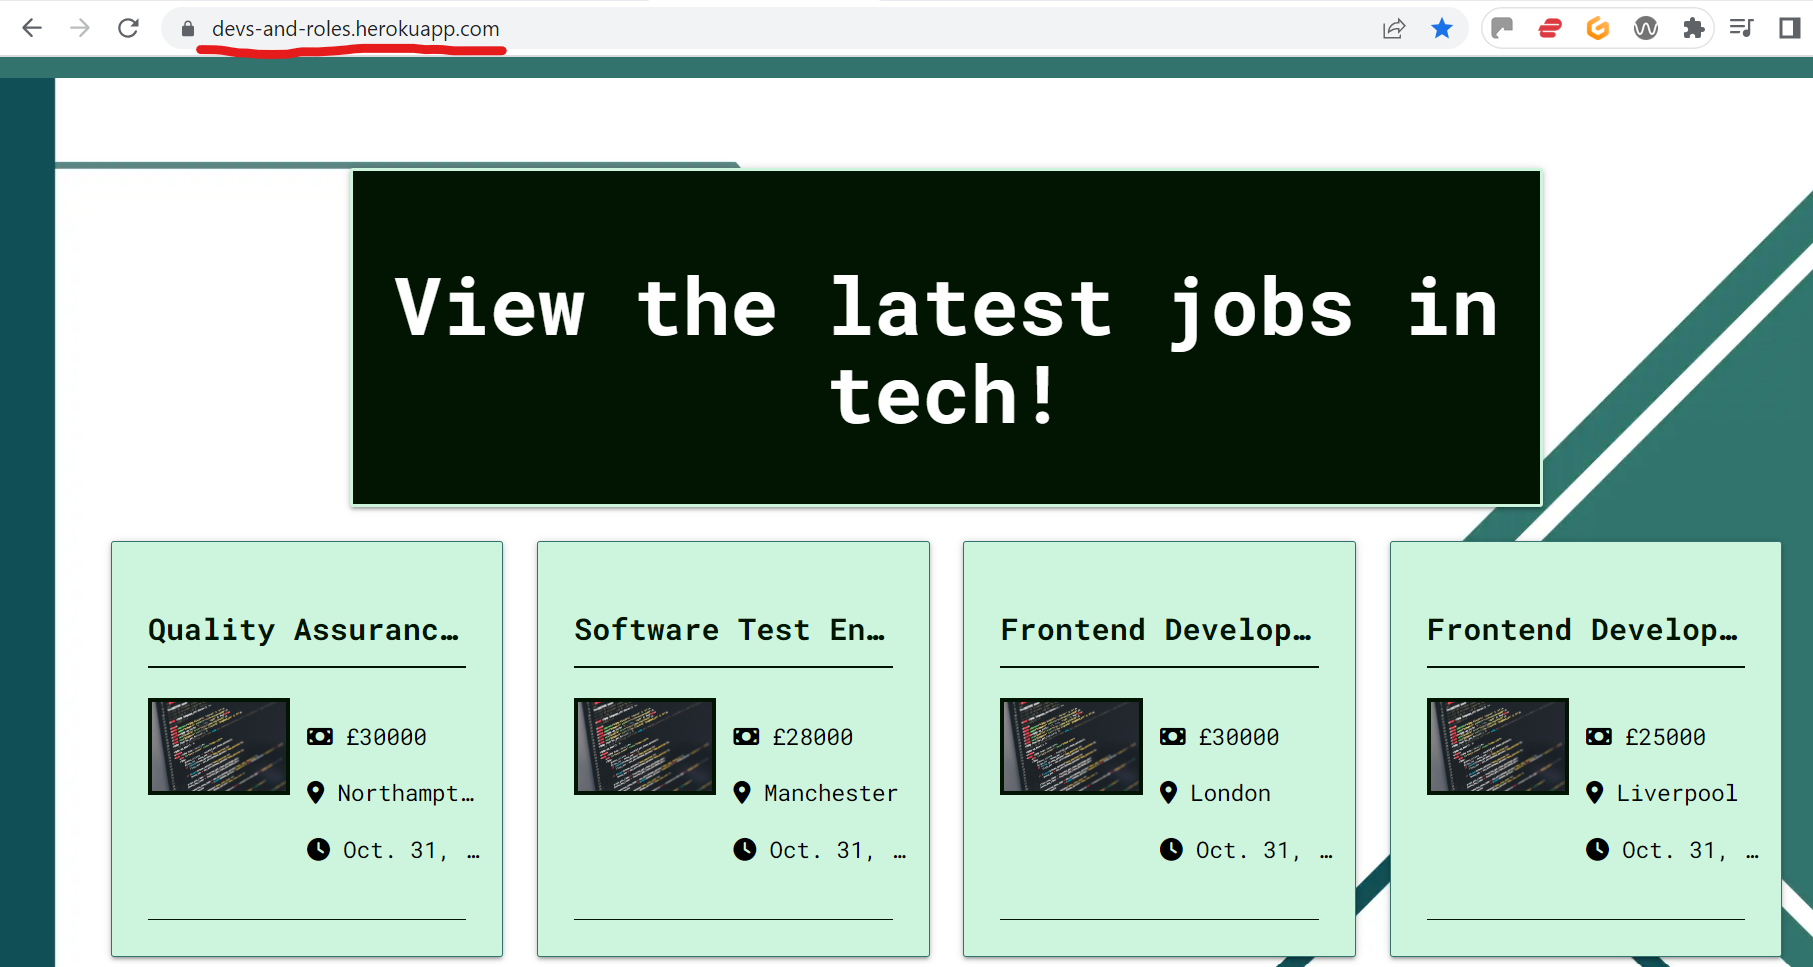 devs-and-roles.herokuapp.com
View the latest jobs in
tech!
Quality Assuranc…
£30000
Northampt…
Oct. 31, …
Software Test En…
£28000
Manchester
Oct. 31, …
Frontend Develop…
£30000
London
Oct. 31, …
Frontend Develop…
£25000
Liverpool
Oct. 31, …